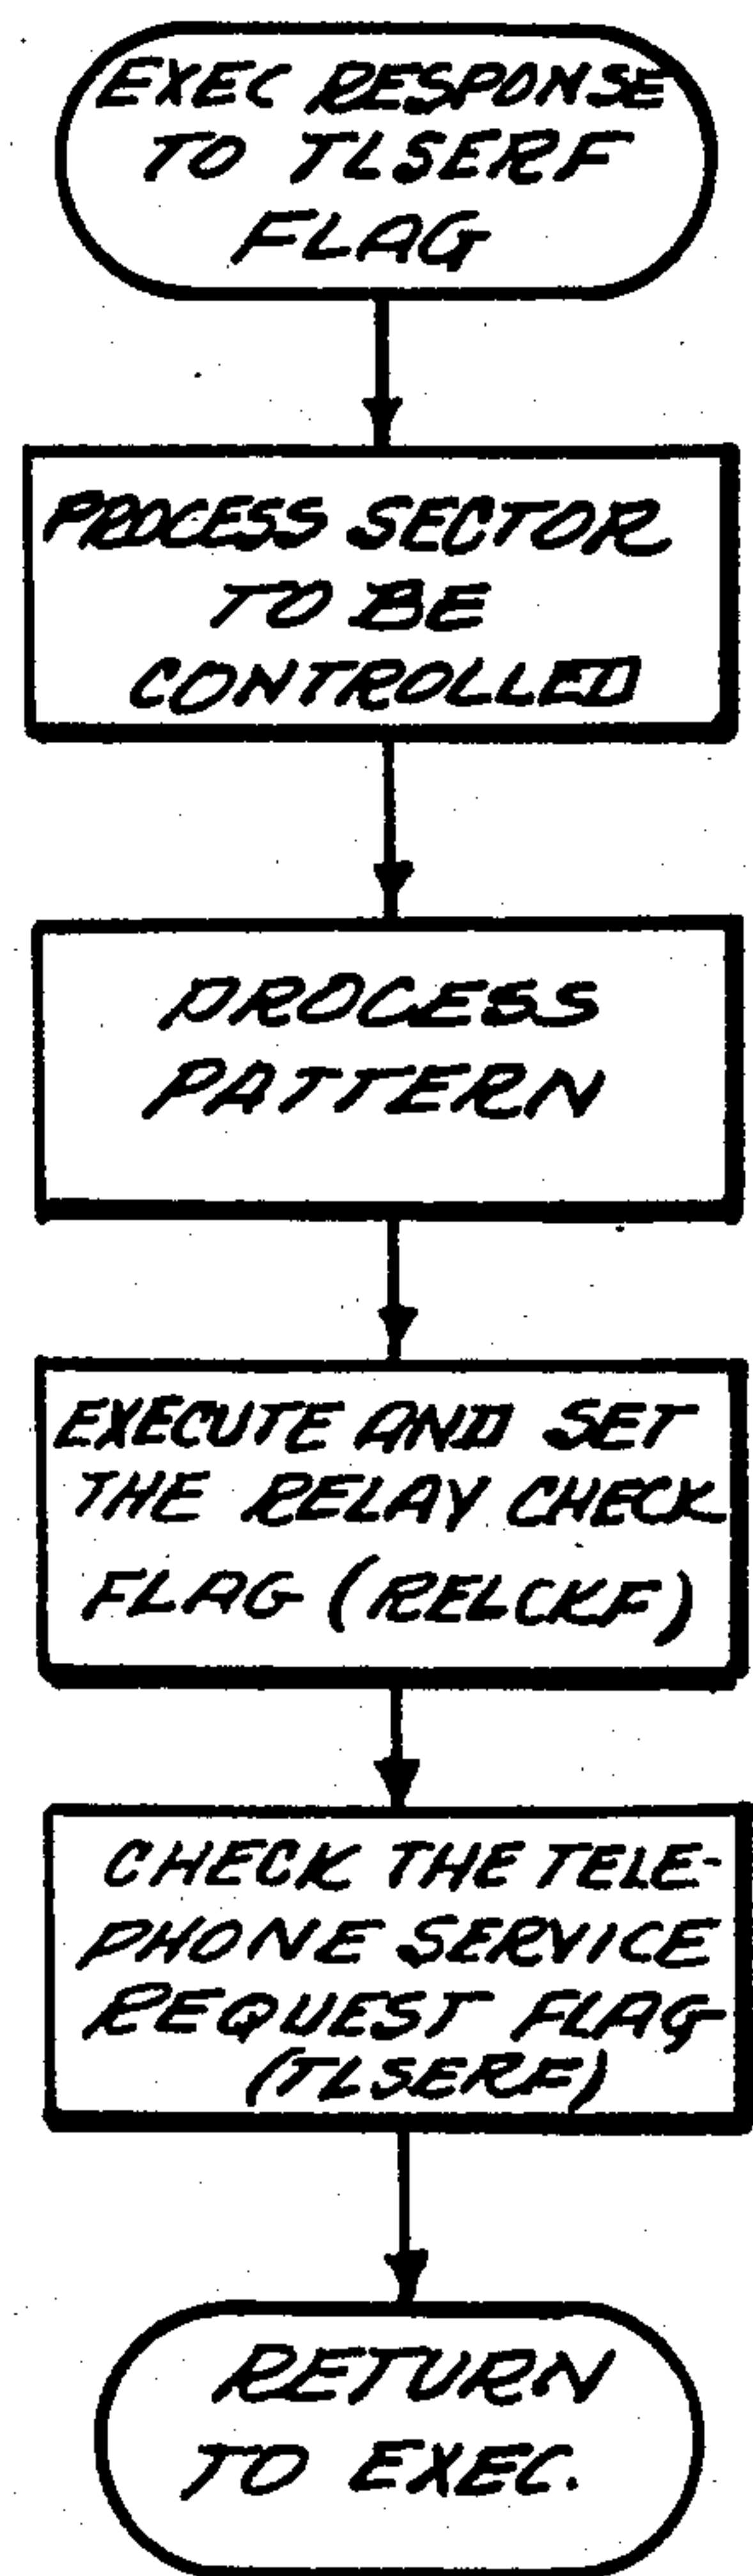 EXEC RESPONSE
TO TLSERF
FLAG
PROCESS SECTOR
TO BE
CONTROLLED
PROCESS
PATTERN
EXECUTE AND SET
THE RELAY CHECK
FLAG (RELCKF)
CHECK THE TELE-
PHONE SERVICE
REQUEST FLAG
(TLSERF)
RETURN
TO EXEC.